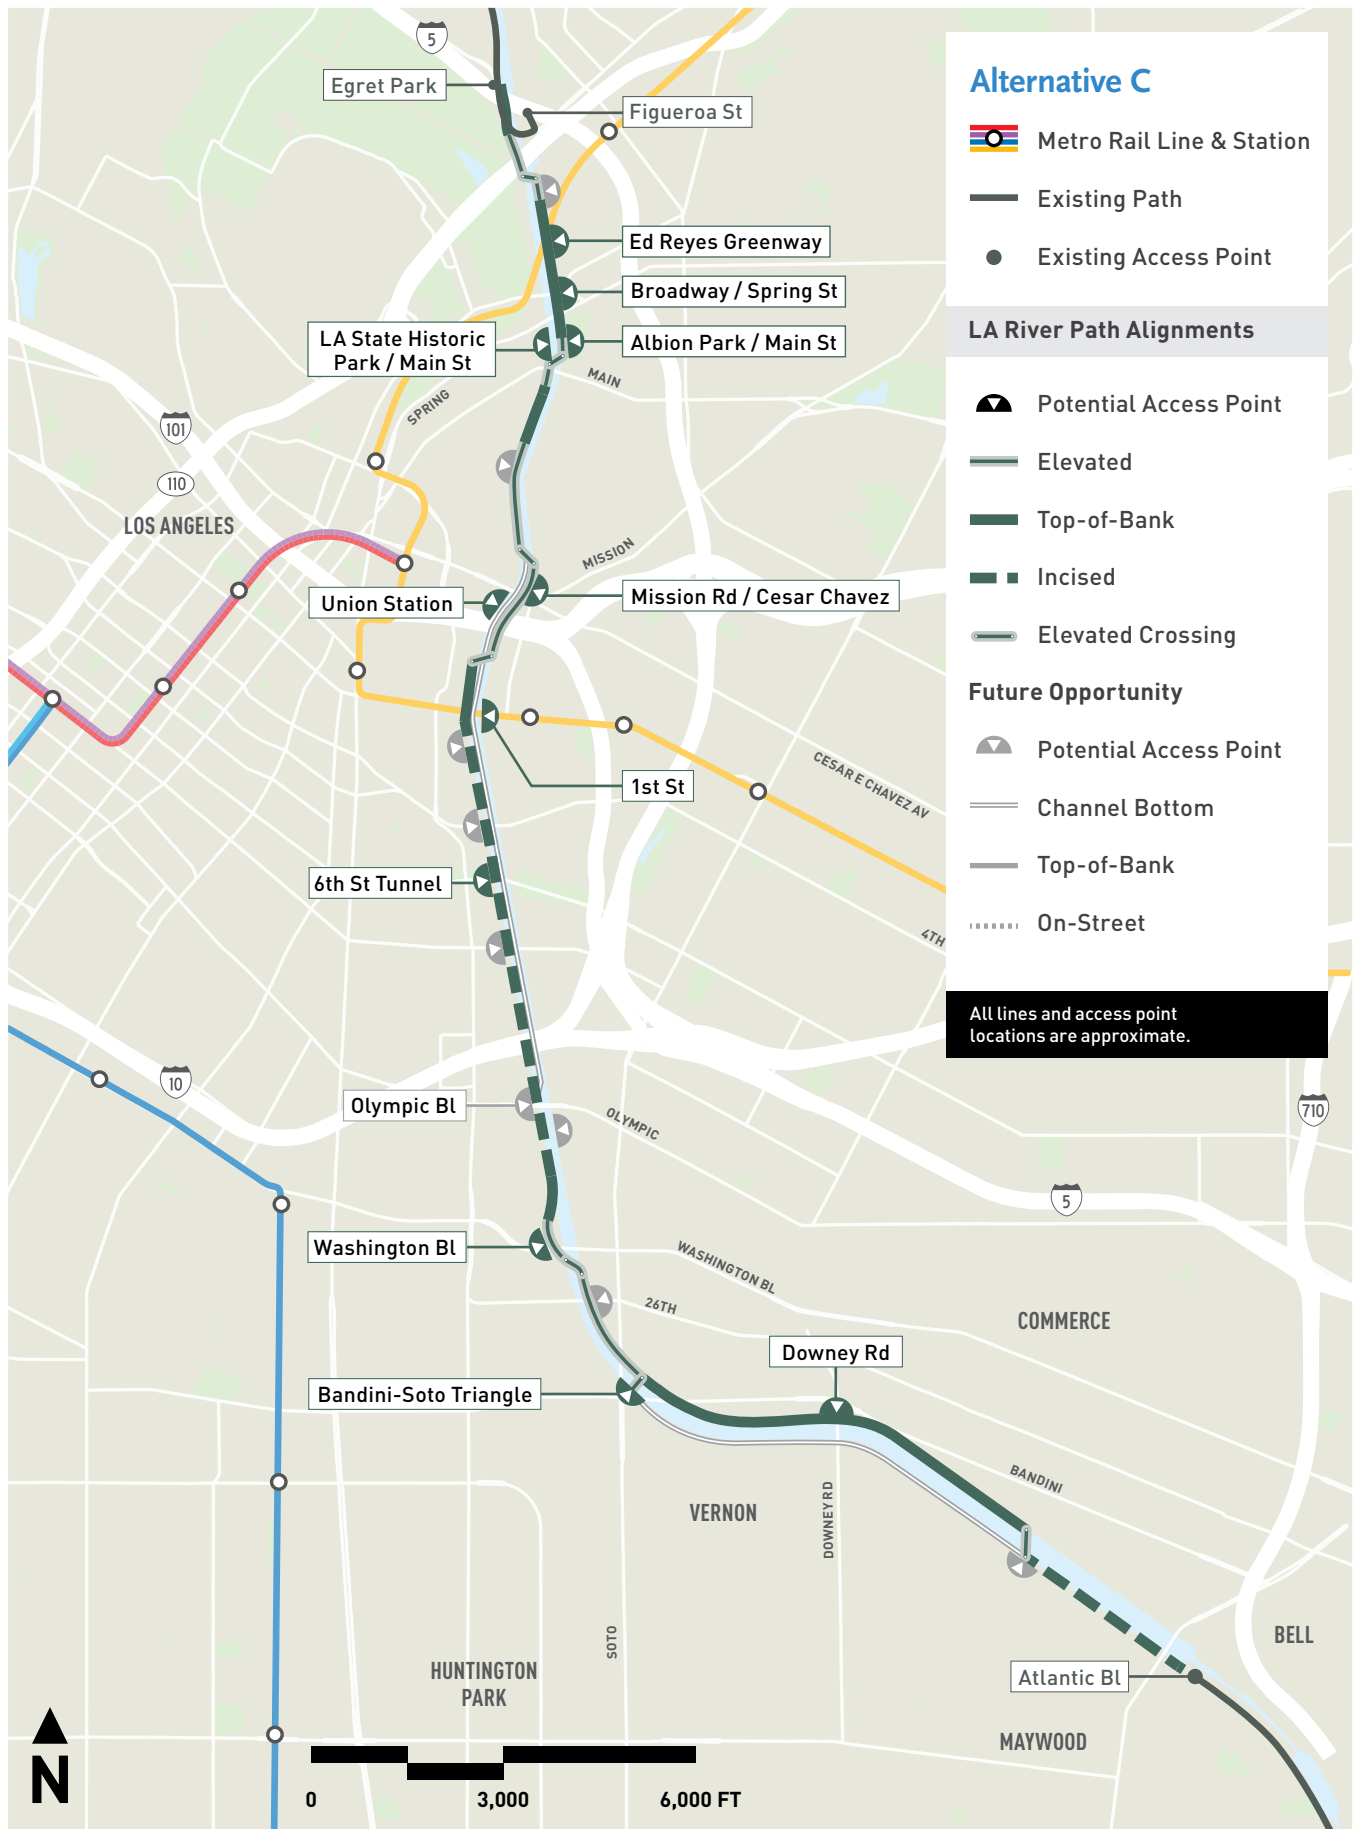 5
Egret Park
Figueroa St
Ed Reyes Greenway
Broadway / Spring St
LA State Historic
Park / Main St
Albion Park / Main St
MAIN
SPRING
101
110
LOS ANGELES
MISSION
Union Station
Mission Rd / Cesar Chavez
1st St
CESAR E CHAVEZ AV
6th St Tunnel
4TH
10
Olympic Bl
OLYMPIC
710
5
Washington Bl
WASHINGTON BL
26TH
COMMERCE
Downey Rd
Bandini-Soto Triangle
BANDINI
VERNON
DOWNEY RD
SOTO
BELL
HUNTINGTON
PARK
Atlantic Bl
MAYWOOD
N
0
3,000
6,000 FT
Alternative C
Metro Rail Line & Station
Existing Path
Existing Access Point
LA River Path Alignments
Potential Access Point
Elevated
Top-of-Bank
Incised
Elevated Crossing
Future Opportunity
Potential Access Point
Channel Bottom
Top-of-Bank
On-Street
All lines and access point
locations are approximate.